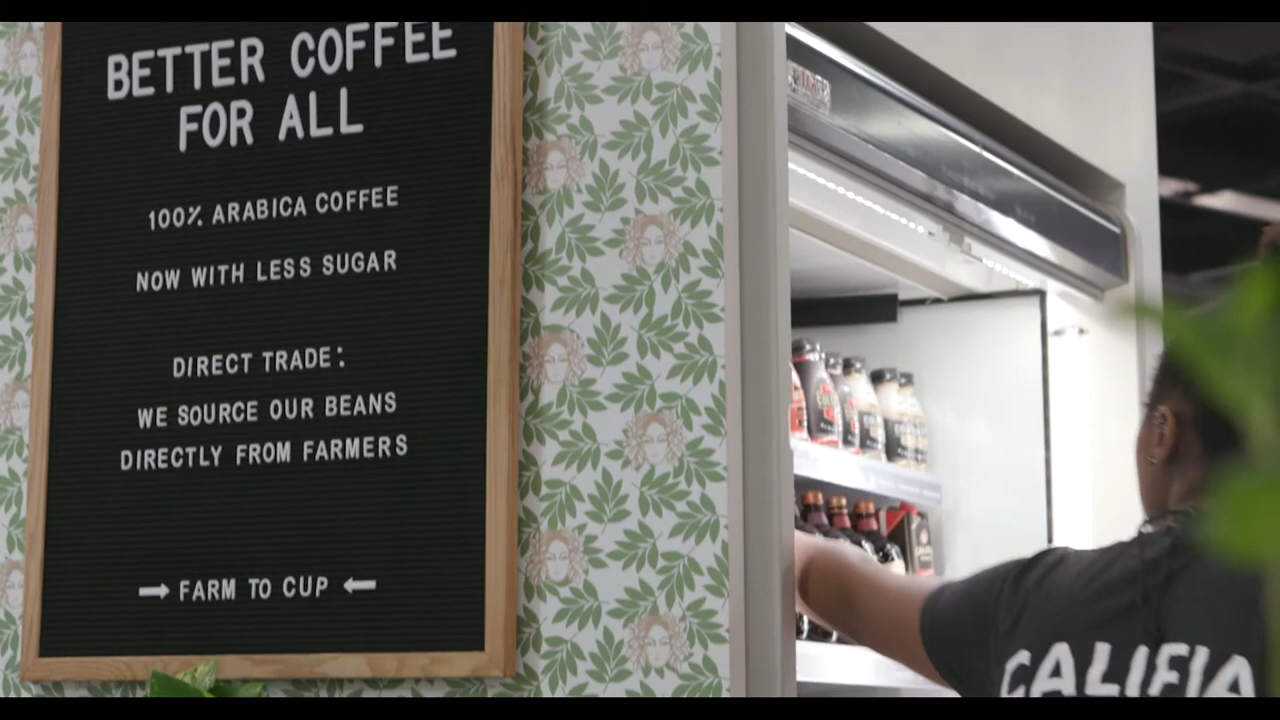 BETTER COFFEE
FOR ALL
100% ARABICA COFFEE
NOW WITH LESS SUGAR
DIRECT TRADE:
WE SOURCE OUR BEANS
DIRECTLY FROM FARMERS
→ FARM TO CUP ←
CALIFIA